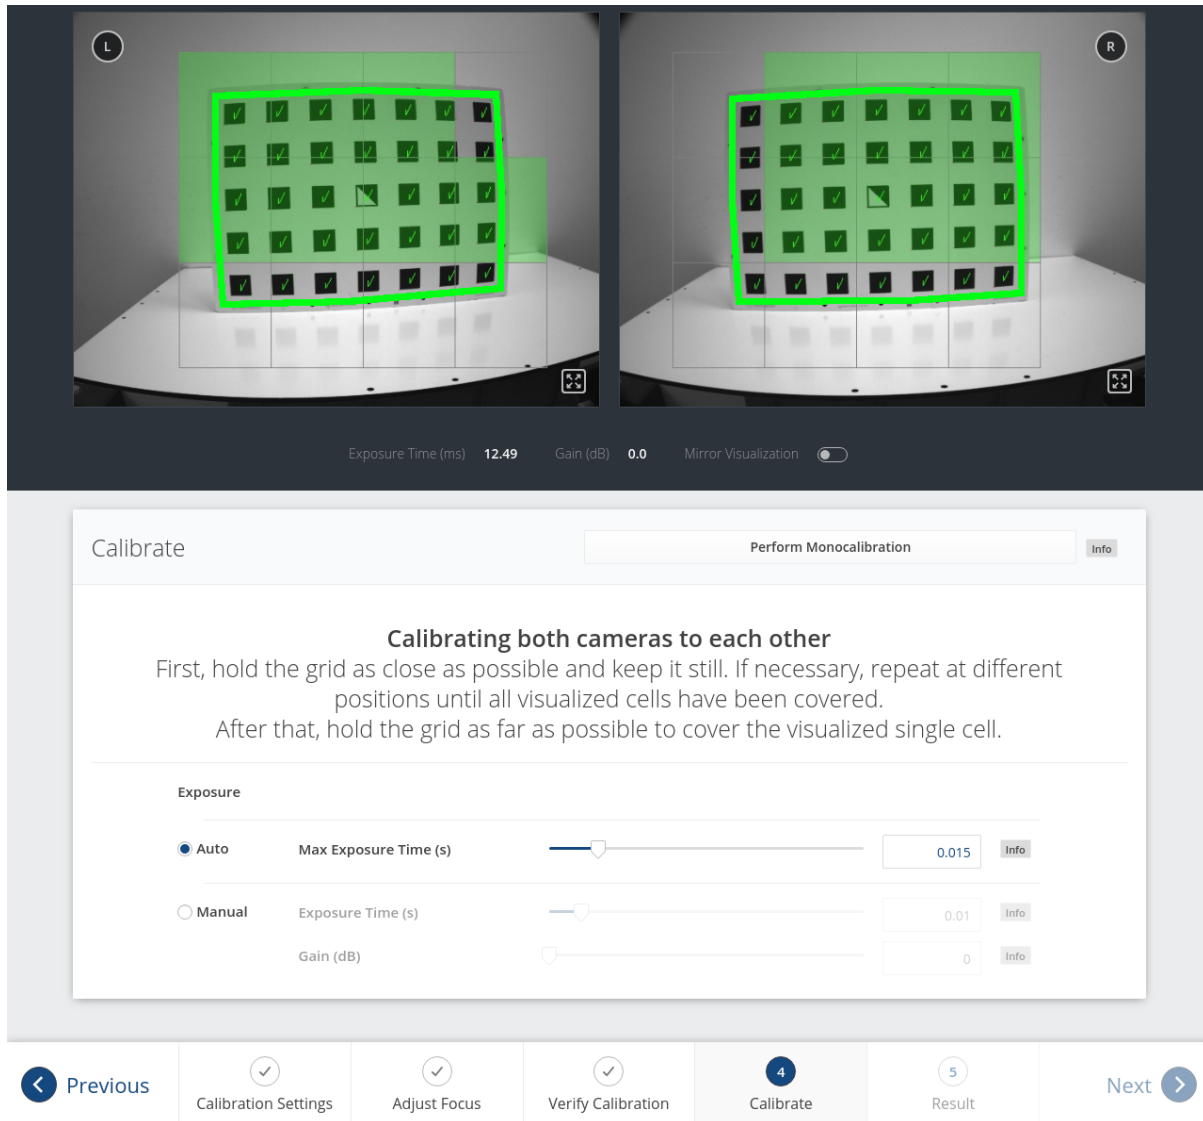 L
R
Exposure Time (ms) 12.49 Gain (dB) 0.0 Mirror Visualization
Calibrate
Perform Monocalibration
Info
Calibrating both cameras to each other
First, hold the grid as close as possible and keep it still. If necessary, repeat at different
positions until all visualized cells have been covered.
After that, hold the grid as far as possible to cover the visualized single cell.
Exposure
Auto Max Exposure Time (s) 0.015 Info
Manual Exposure Time (s) 0.01 Info
Gain (dB) 0 Info
Previous
Calibration Settings
Adjust Focus
Verify Calibration
4
Calibrate
5
Result
Next